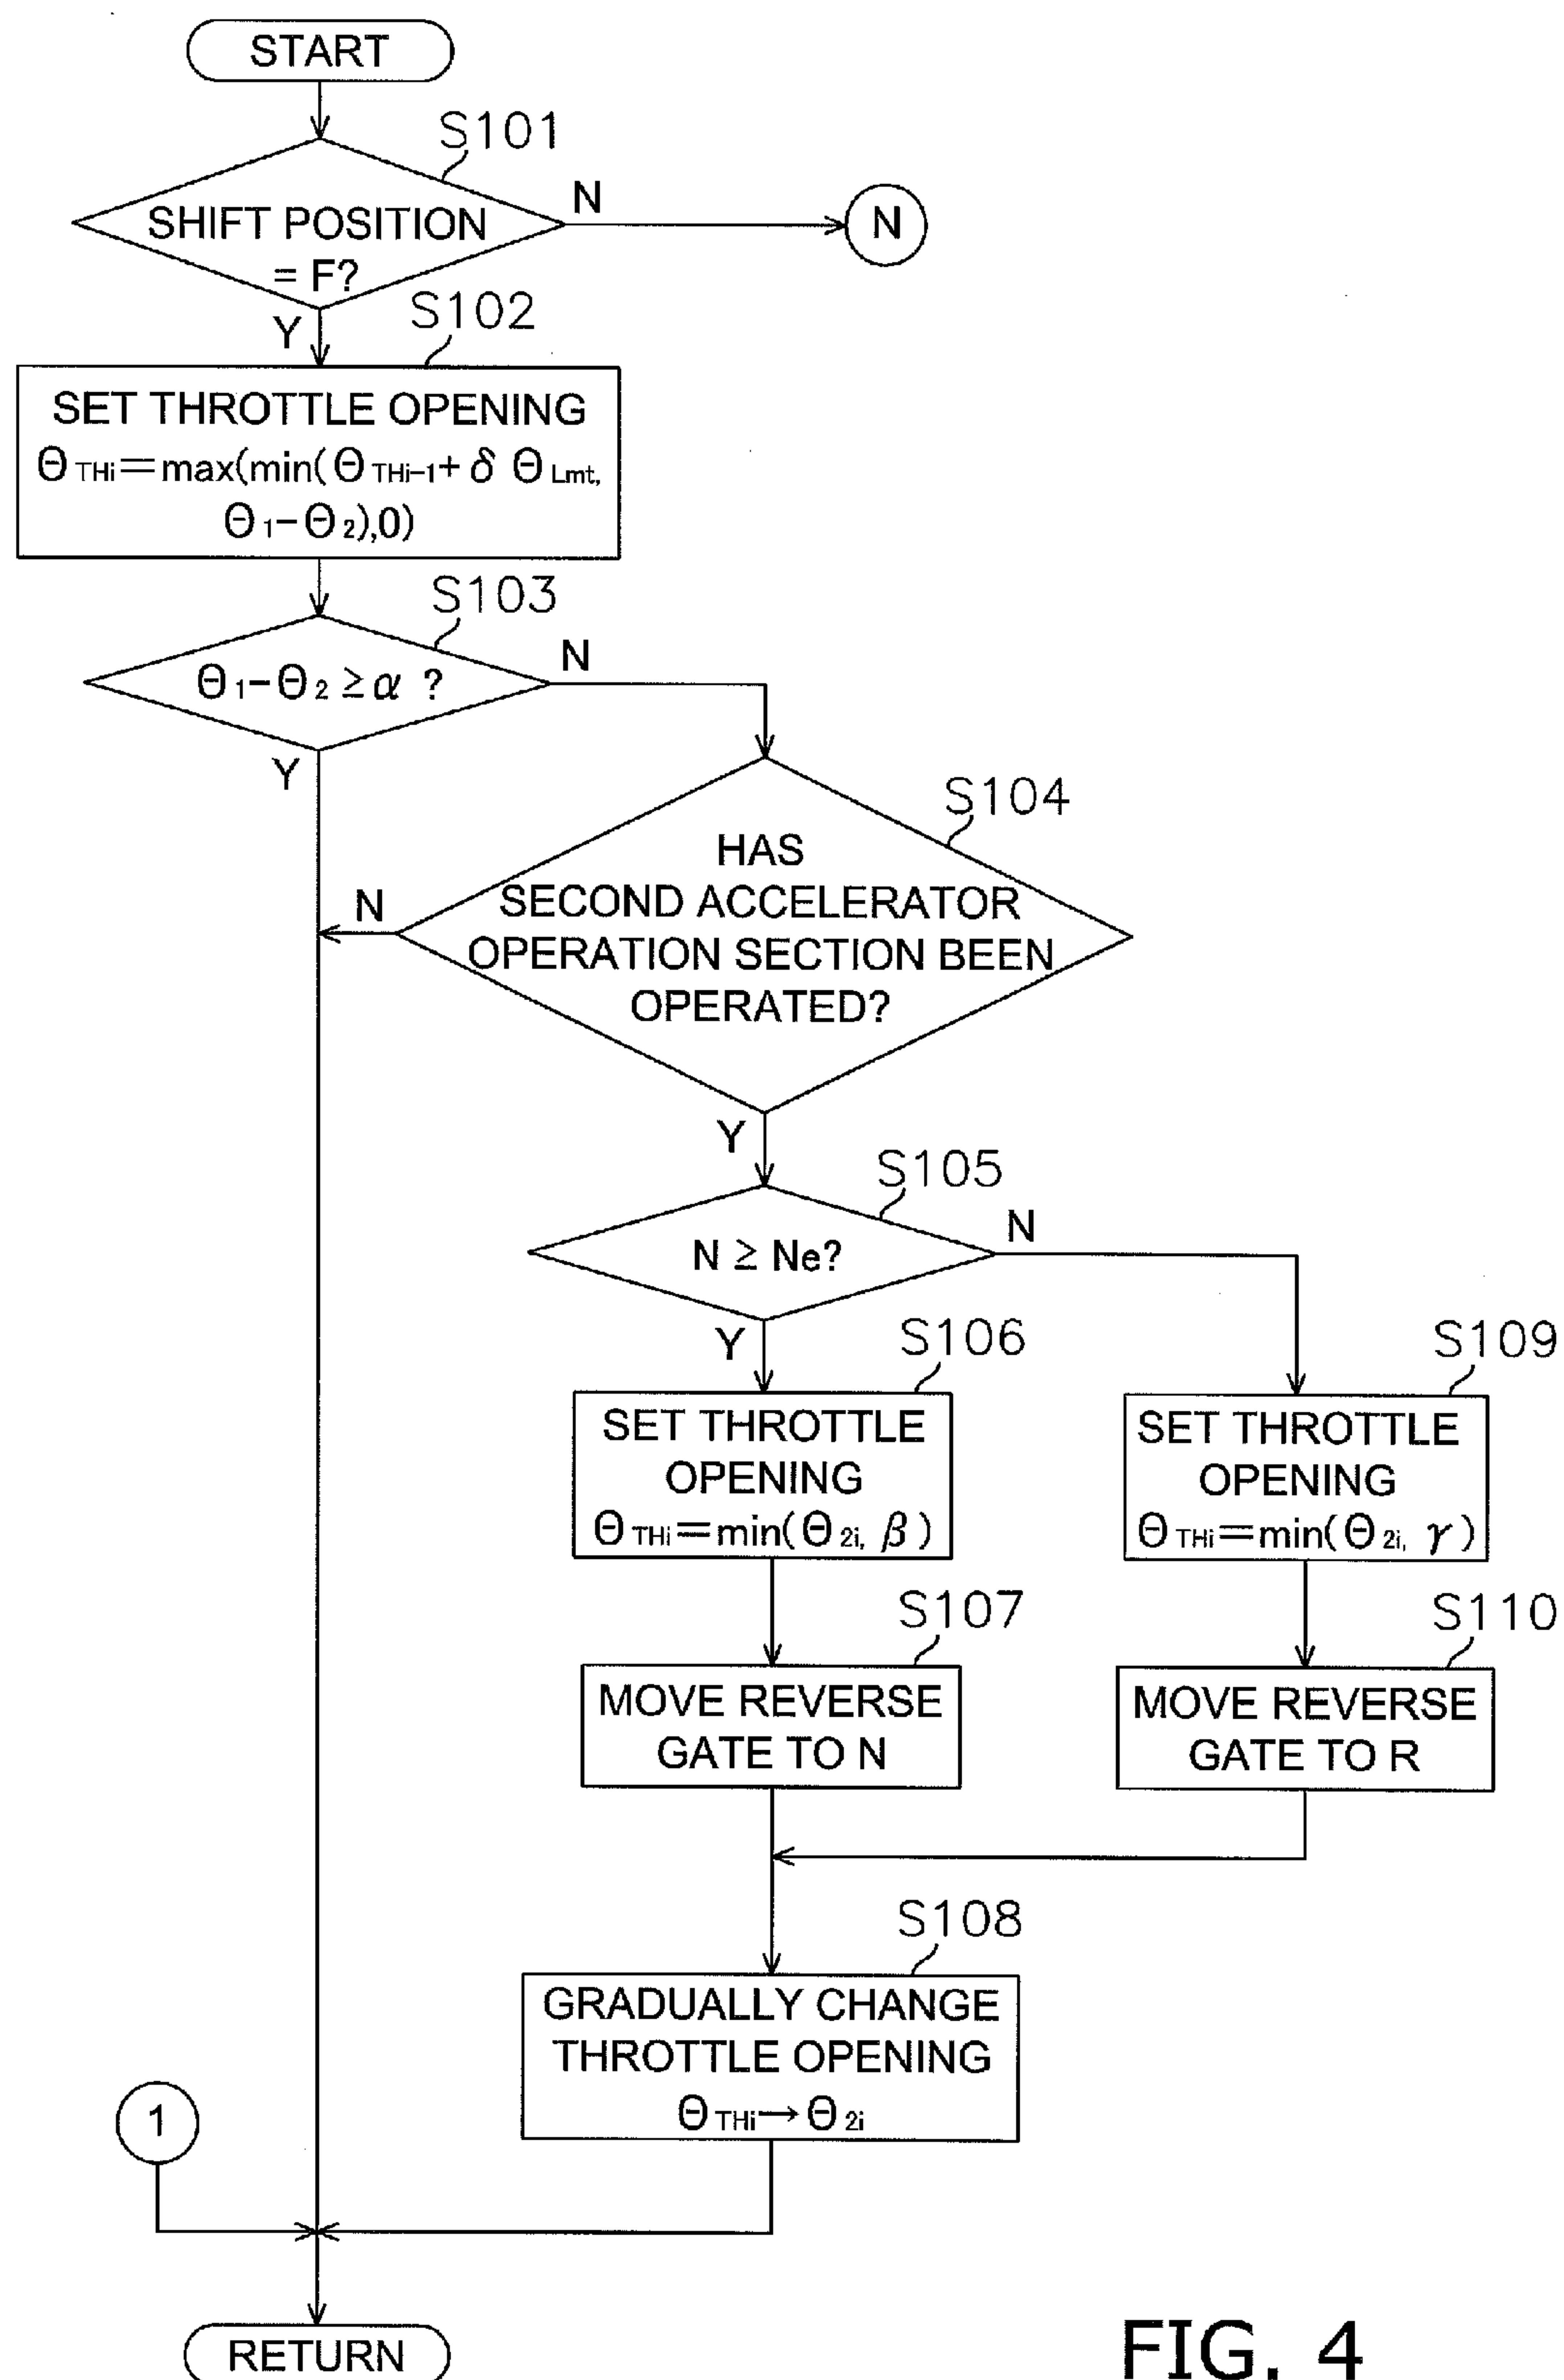 START
S101
SHIFT POSITION
= F?
N
N
Y
S102
SET THROTTLE OPENING
Θ THi=max(min(Θ THi-1+δ Θ Lmt,
Θ 1-Θ 2),0)
S103
Θ 1-Θ 2 ≥ α ?
N
Y
S104
HAS
SECOND ACCELERATOR
OPERATION SECTION BEEN
OPERATED?
N
Y
S105
N ≥ Ne?
N
Y
S106
SET THROTTLE
OPENING
Θ THi=min(Θ 2i, β)
S109
SET THROTTLE
OPENING
Θ THi=min(Θ 2i, γ)
S107
MOVE REVERSE
GATE TO N
S110
MOVE REVERSE
GATE TO R
S108
GRADUALLY CHANGE
THROTTLE OPENING
Θ THi→Θ 2i
1
RETURN
FIG. 4